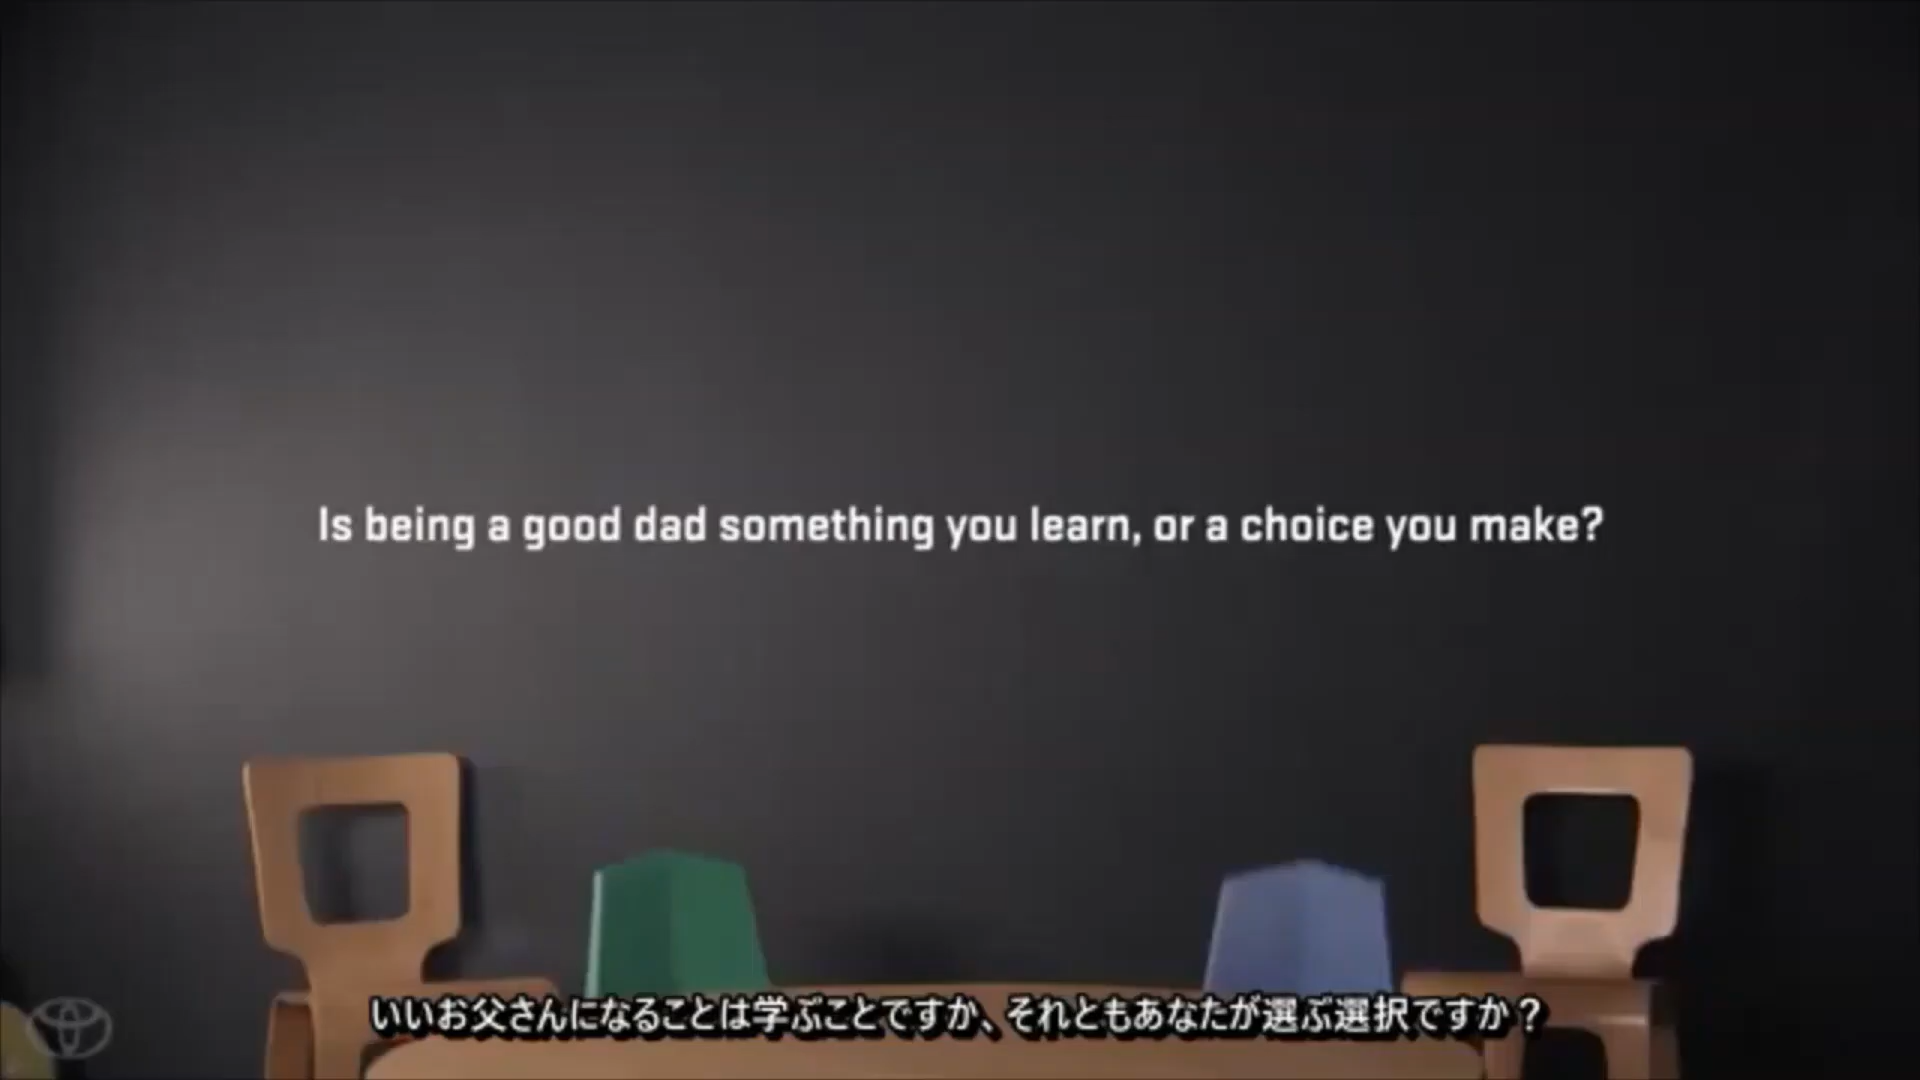 Is being a good dad something you learn, or a choice you make?
いいお父さんになることは学ぶことですか、それともあなたが選ぶ選択ですか？